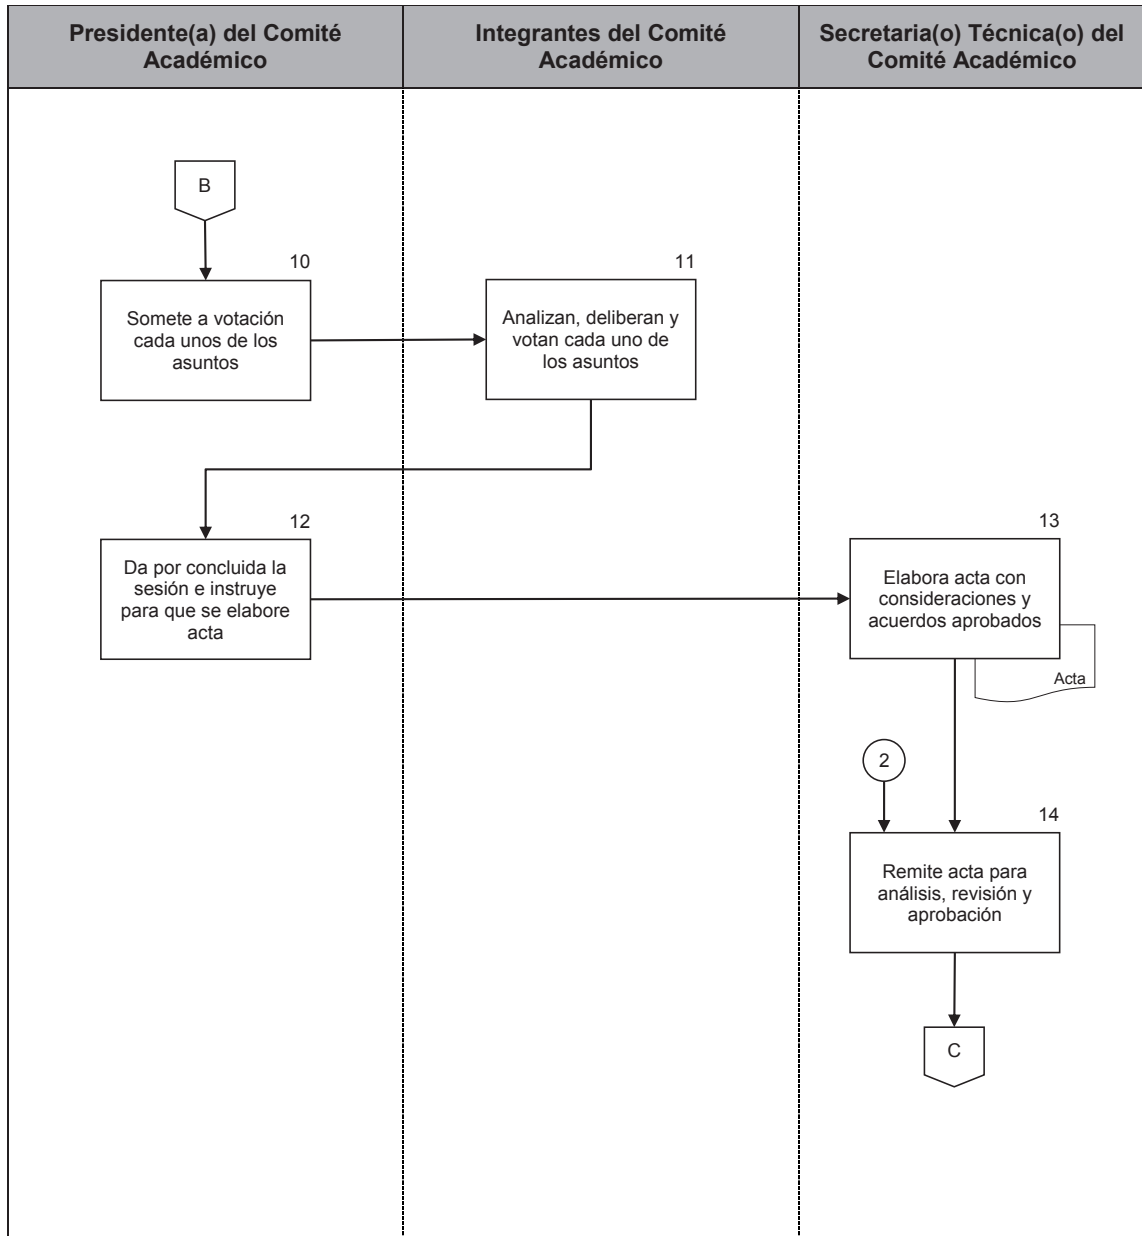 Presidente(a) del Comité
Académico
Integrantes del Comité
Académico
Secretaria(o) Técnica(o) del
Comité Académico
B
10
Somete a votación
cada unos de los
asuntos
11
Analizan, deliberan y
votan cada uno de
los asuntos
12
Da por concluida la
sesión e instruye
para que se elabore
acta
13
Elabora acta con
consideraciones y
acuerdos aprobados
Acta
2
14
Remite acta para
análisis, revisión y
aprobación
C